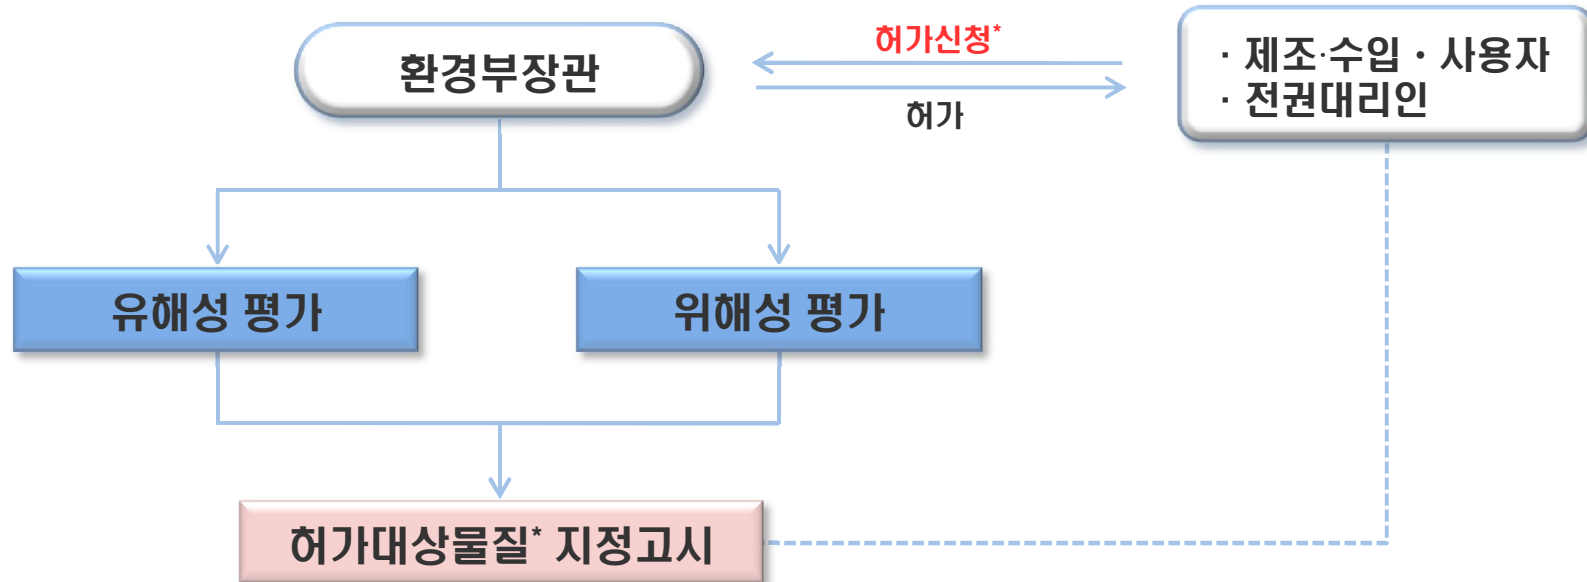 환경부장관
허가신청*
허가
· 제조·수입 · 사용자
· 전권대리인
유해성 평가
위해성 평가
허가대상물질* 지정고시